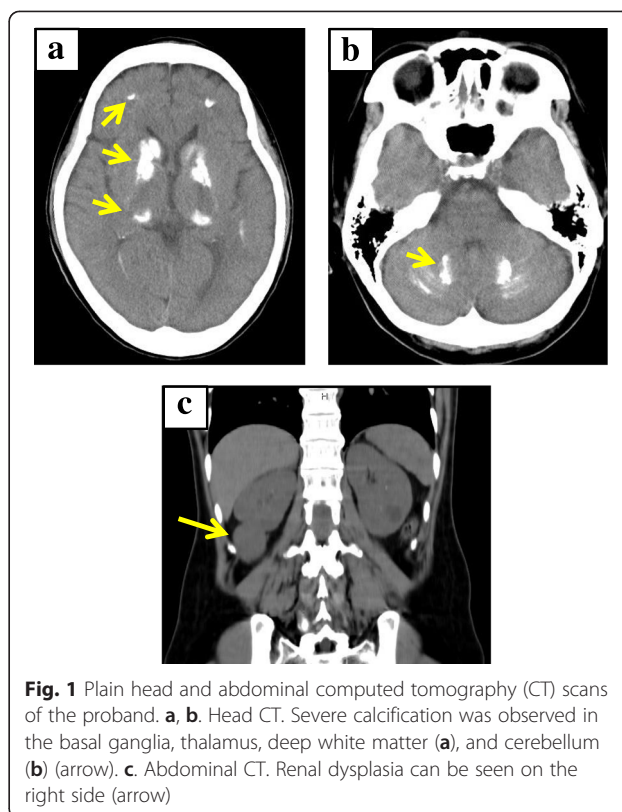 a
b
c
H
Fig. 1 Plain head and abdominal computed tomography (CT) scans
of the proband. a, b. Head CT. Severe calcification was observed in
the basal ganglia, thalamus, deep white matter (a), and cerebellum
(b) (arrow). c. Abdominal CT. Renal dysplasia can be seen on the
right side (arrow)